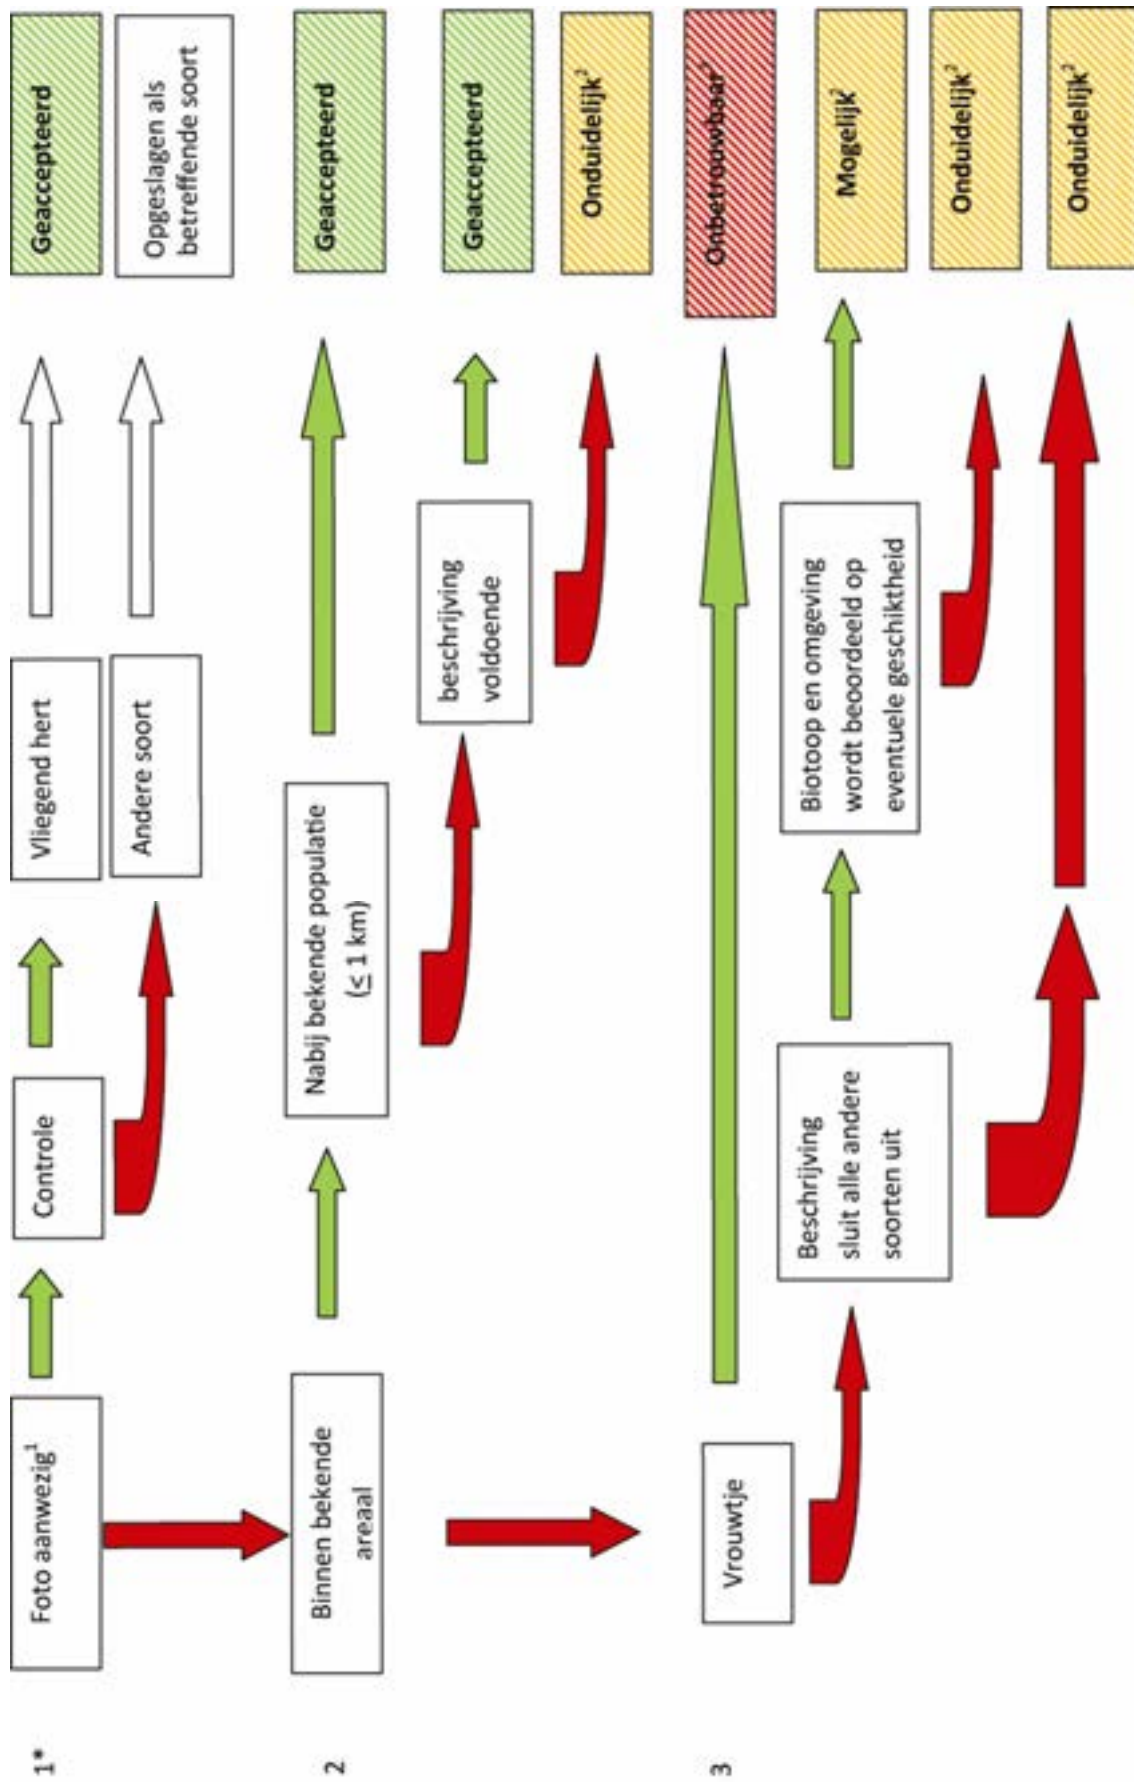 1*
Foto aanwezig¹
Controle
Vliegend hert
Geaccepteerd
Andere soort
Opgeslagen als
betreffende soort
2
Binnen bekende
areaal
Nabij bekende populatie
(≤ 1 km)
Geaccepteerd
beschrijving
voldoende
Geaccepteerd
Onduidelijk²
3
Vrouwtje
Onbetrouwbaar³
Beschrijving
sluit alle andere
soorten uit
Biotoop en omgeving
wordt beoordeeld op
eventuele geschiktheid
Mogelijk²
Onduidelijk²
Onduidelijk²